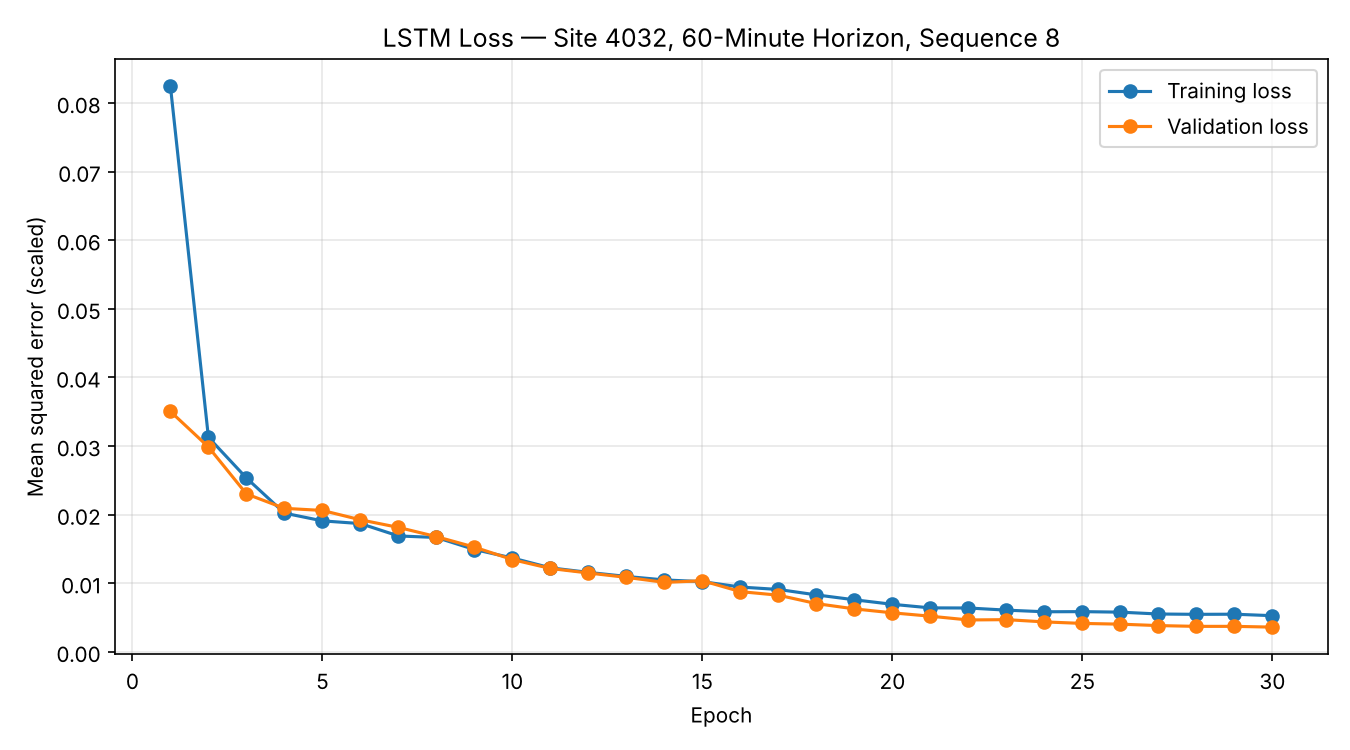 LSTM Loss — Site 4032, 60-Minute Horizon, Sequence 8
Training loss
Validation loss
Mean squared error (scaled)
0.08
0.07
0.06
0.05
0.04
0.03
0.02
0.01
0.00
0 5 10 15 20 25 30
Epoch